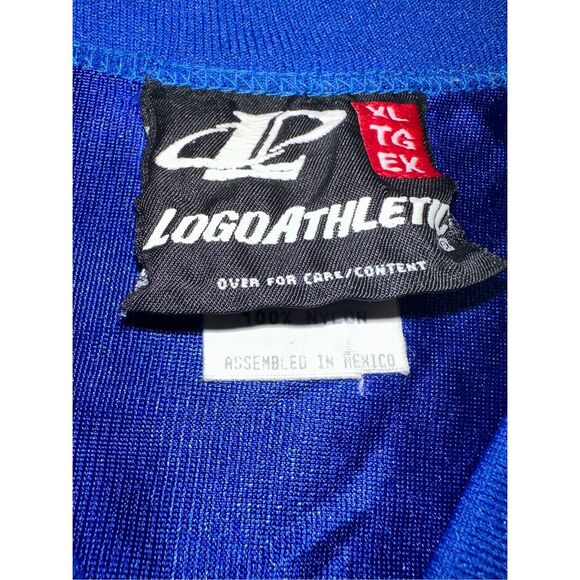 XL
TG
EX
LOGOATHLETIC
OVER FOR CARE/CONTENT
100% NYLON
ASSEMBLED IN MEXICO